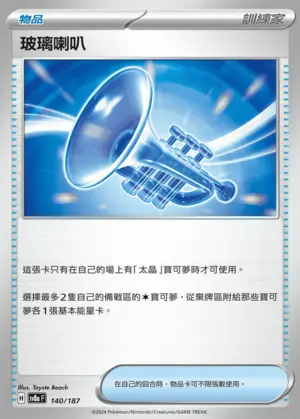 物品
訓練家
玻璃喇叭
這張卡只有在自己的場上有「太晶」寶可夢時才可使用。
選擇最多2隻自己的備戰區的寶可夢,從棄牌區附給那些寶可
夢各1張基本能量卡。
Illus. Toyste Beach
H sv8a F 140/187
在自己的回合時,物品卡可不限張數使用。
©2024 Pokémon/Nintendo/Creatures/GAME FREAK.